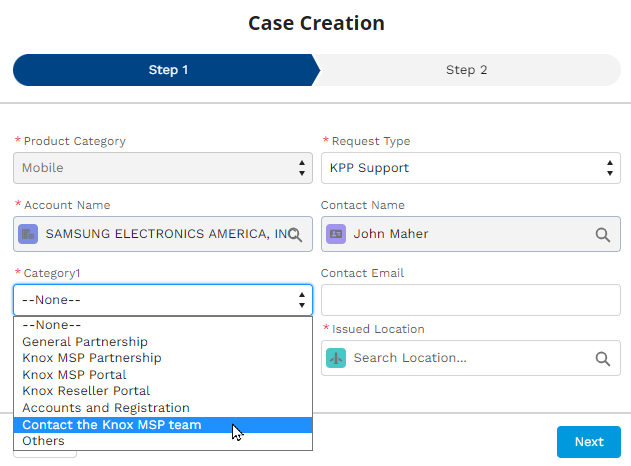 Case Creation
Step 1 Step 2
* Product Category * Request Type
Mobile KPP Support
* Account Name Contact Name
SAMSUNG ELECTRONICS AMERICA, INC John Maher
* Category1 Contact Email
--None--
--None-- * Issued Location
General Partnership
Knox MSP Partnership Search Location...
Knox MSP Portal
Knox Reseller Portal
Accounts and Registration
Contact the Knox MSP team
Others Next